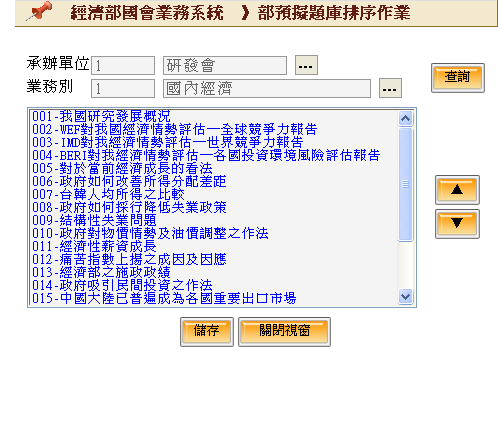 經濟部國會業務系統 》部預擬題庫排序作業
承辦單位 1 研發會 ...
業務別 1 國內經濟 ...
查詢
001-我國研究發展概況
002-WEF對我國經濟情勢評估—全球競爭力報告
003-IMD對我經濟情勢評估—世界競爭力報告
004-BERI對我經濟情勢評估—各國投資環境風險評估報告
005-對於當前經濟成長的看法
006-政府如何改善所得分配差距
007-台韓人均所得之比較
008-政府如何採行降低失業政策
009-結構性失業問題
010-政府對物價情勢及油價調整之作法
011-經濟性薪資成長
012-痛苦指數上揚之成因及因應
013-經濟部之施政政績
014-政府吸引民間投資之作法
015-中國大陸已普遍成為各國重要出口市場
▲
▼
儲存 關閉視窗